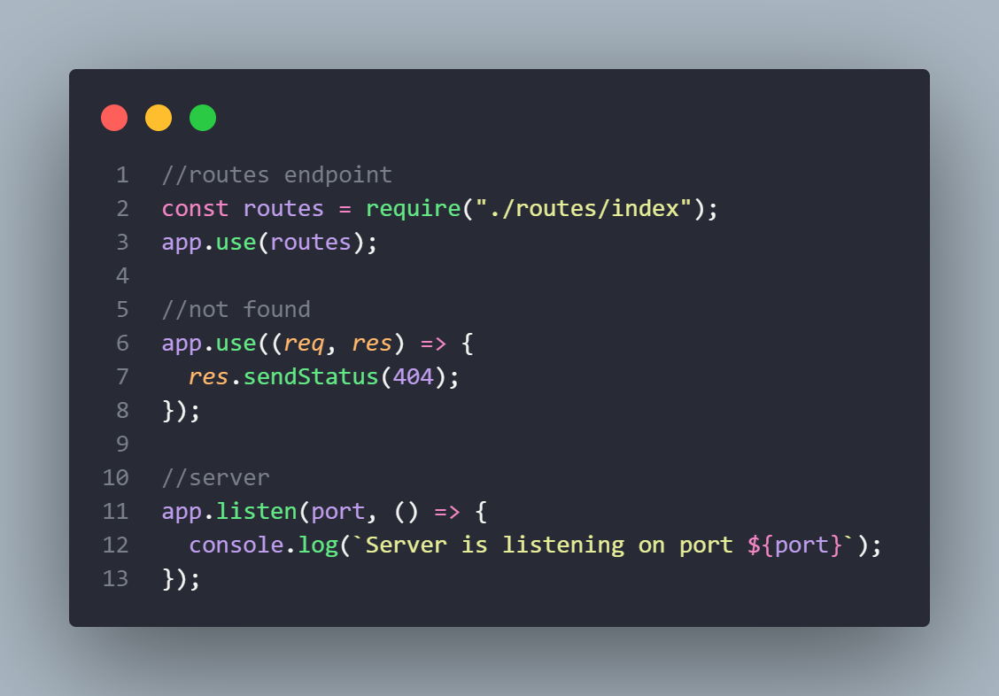 1 //routes endpoint
2 const routes = require("./routes/index");
3 app.use(routes);
4
5 //not found
6 app.use((req, res) => {
7   res.sendStatus(404);
8 });
9
10 //server
11 app.listen(port, () => {
12   console.log(`Server is listening on port ${port}`);
13 });